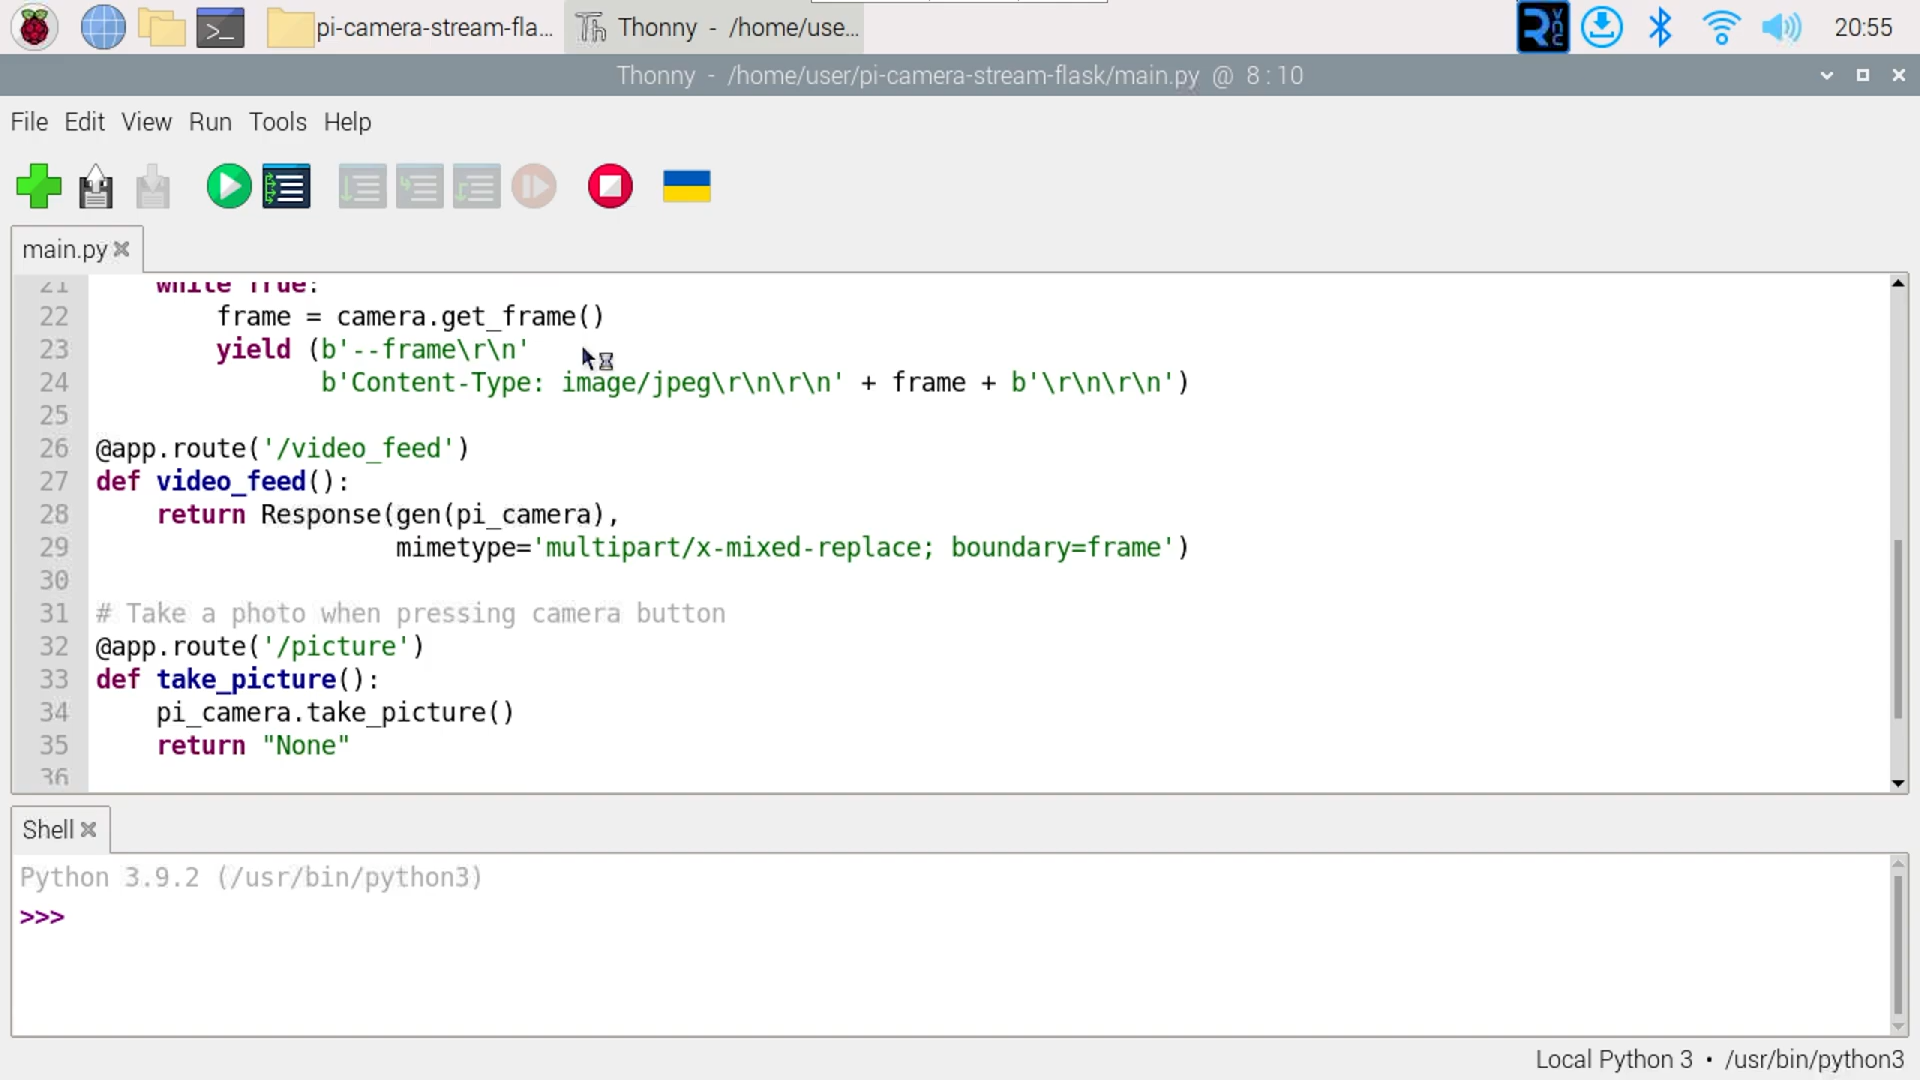 pi-camera-stream-fla...
Thonny - /home/use...
20:55
Thonny - /home/user/pi-camera-stream-flask/main.py @ 8:10
File Edit View Run Tools Help
main.py
21 while True:
22 frame = camera.get_frame()
23 yield (b'--frame\r\n'
24 b'Content-Type: image/jpeg\r\n\r\n' + frame + b'\r\n\r\n')
25
26 @app.route('/video_feed')
27 def video_feed():
28 return Response(gen(pi_camera),
29 mimetype='multipart/x-mixed-replace; boundary=frame')
30
31 # Take a photo when pressing camera button
32 @app.route('/picture')
33 def take_picture():
34 pi_camera.take_picture()
35 return "None"
36
Shell
Python 3.9.2 (/usr/bin/python3)
>>>
Local Python 3 • /usr/bin/python3